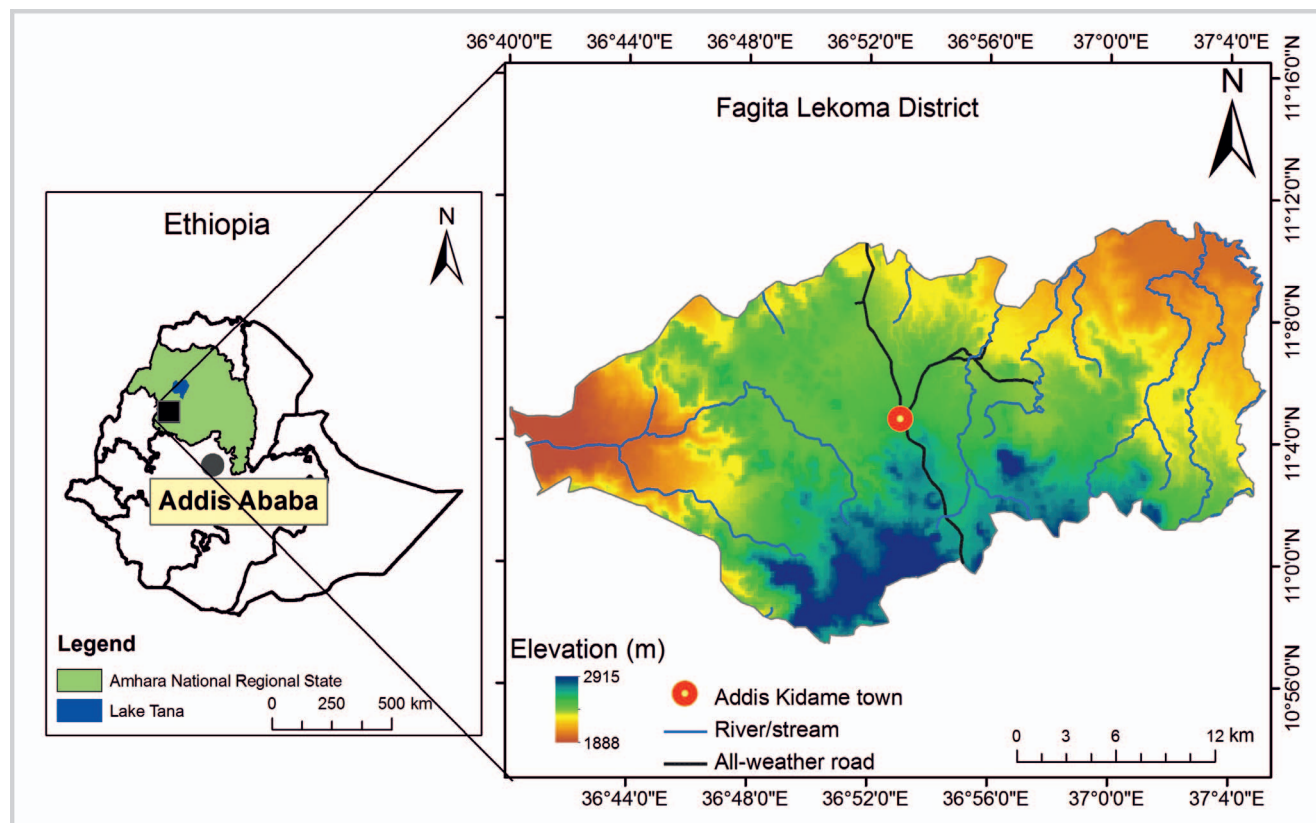 36°40'0"E 36°44'0"E 36°48'0"E 36°52'0"E 36°56'0"E 37°0'0"E 37°4'0"E
Fagita Lekoma District
N
11°16'0"N
11°12'0"N
11°8'0"N
11°4'0"N
11°0'0"N
10°56'0"N
Ethiopia
N
Addis Ababa
Legend
Amhara National Regional State
Lake Tana
0 250 500 km
Elevation (m)
2915
1888
Addis Kidame town
River/stream
All-weather road
0 3 6 12 km
36°44'0"E 36°48'0"E 36°52'0"E 36°56'0"E 37°0'0"E 37°4'0"E